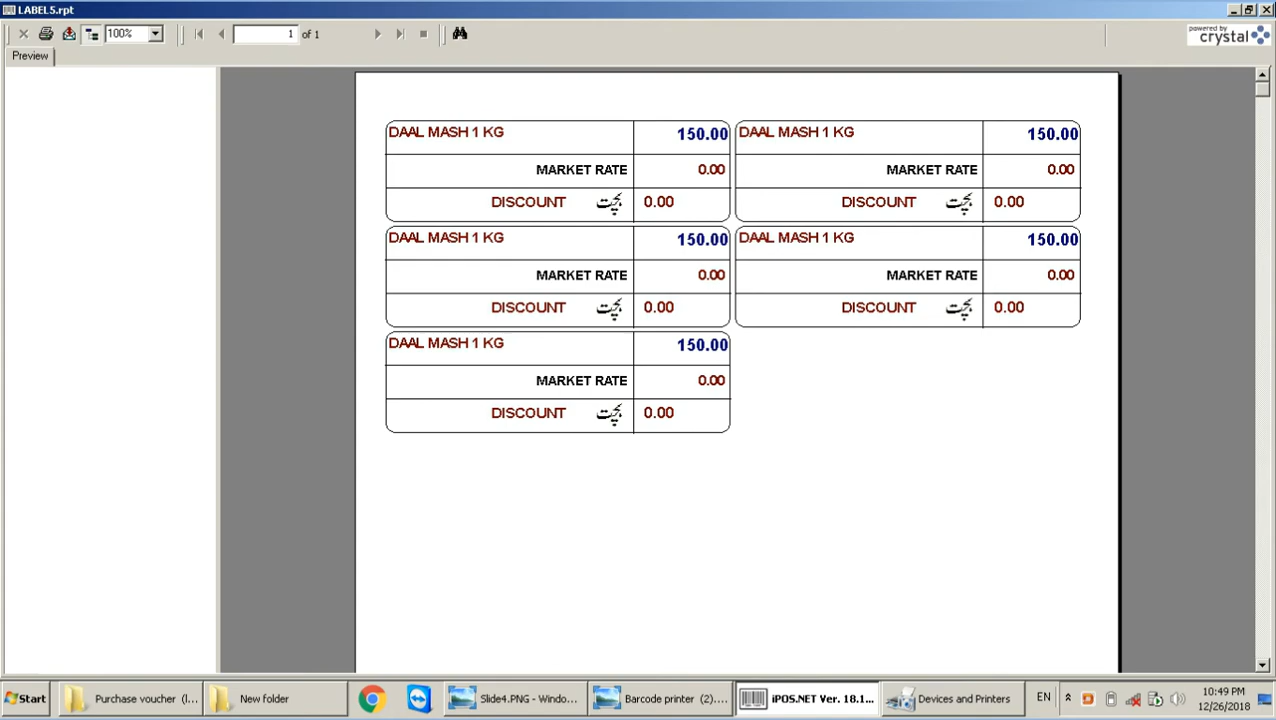 LABEL5.rpt
100%
1 of 1
powered by
crystal
Preview
DAAL MASH 1 KG 150.00
MARKET RATE 0.00
DISCOUNT بچت 0.00
DAAL MASH 1 KG 150.00
MARKET RATE 0.00
DISCOUNT بچت 0.00
DAAL MASH 1 KG 150.00
MARKET RATE 0.00
DISCOUNT بچت 0.00
DAAL MASH 1 KG 150.00
MARKET RATE 0.00
DISCOUNT بچت 0.00
DAAL MASH 1 KG 150.00
MARKET RATE 0.00
DISCOUNT بچت 0.00
Start
Purchase voucher (l...
New folder
Slide4.PNG - Windo...
Barcode printer (2)....
iPOS.NET Ver. 18.1...
Devices and Printers
EN
10:49 PM
12/26/2018